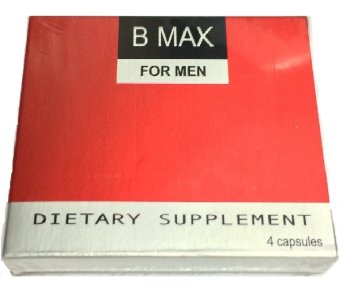 B MAX
FOR MEN
DIETARY SUPPLEMENT
4 capsules